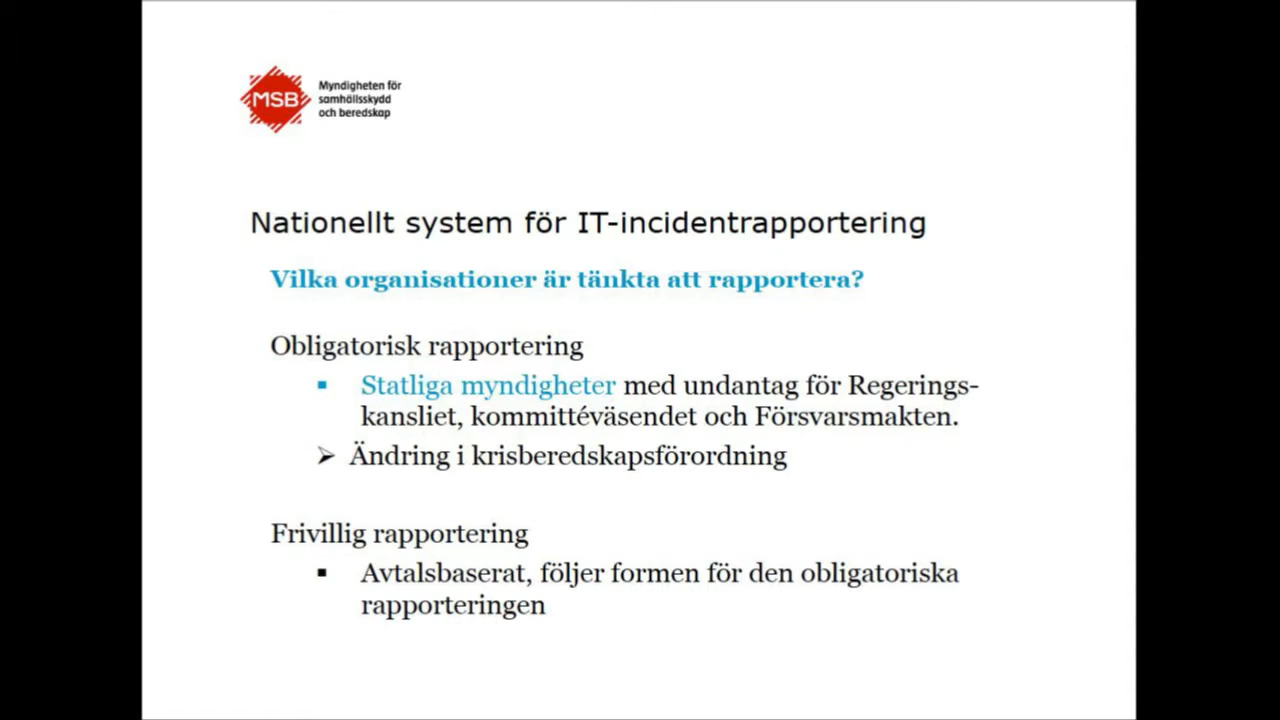 MSB
Myndigheten för
samhällsskydd
och beredskap
Nationellt system för IT-incidentrapportering
Vilka organisationer är tänkta att rapportera?
Obligatorisk rapportering
Statliga myndigheter med undantag för Regerings-
kansliet, kommittéväsendet och Försvarsmakten.
Ändring i krisberedskapsförordning
Frivillig rapportering
Avtalsbaserat, följer formen för den obligatoriska
rapporteringen